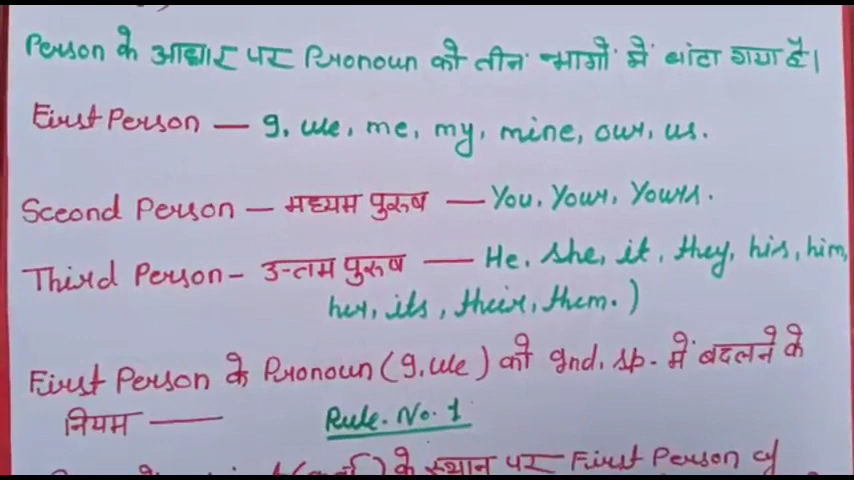 Person के आधार पर Pronoun को तीन भागों में बांटा गया है।
First Person — I, we, me, my, mine, our, us.
Sceond Person — मध्यम पुरुष — You, Your, Yours.
Third Person - उत्तम पुरुष — He, she, it, they, his, him,
her, its, their, them.)
First Person के Pronoun (I, we) को Ind. sp. में बदलने के
नियम —
Rule. No. 1
के स्थान पर First Person of